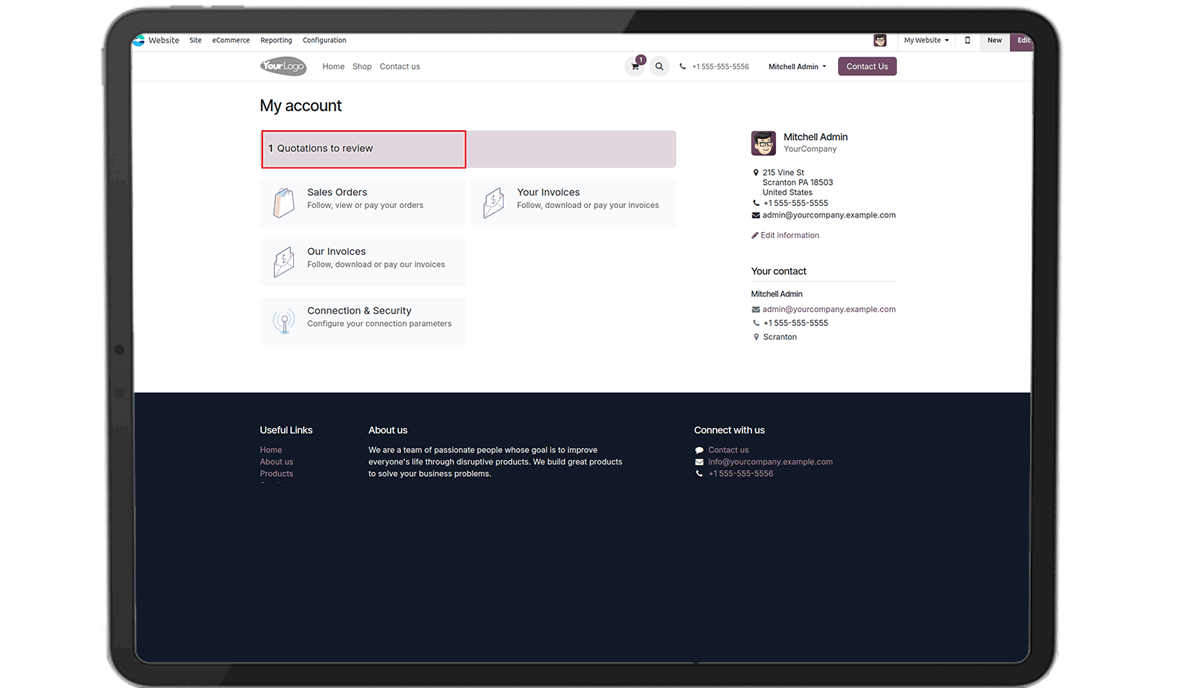 Website Site eCommerce Reporting Configuration My Website New Edit
YourLogo Home Shop Contact us 1 +1 555-555-5556 Mitchell Admin Contact Us
My account
1 Quotations to review
Sales Orders
Follow, view or pay your orders
Your Invoices
Follow, download or pay your invoices
Our Invoices
Follow, download or pay our invoices
Connection & Security
Configure your connection parameters
Mitchell Admin
YourCompany
215 Vine St
Scranton PA 18503
United States
+1 555-555-5555
admin@yourcompany.example.com
Edit information
Your contact
Mitchell Admin
admin@yourcompany.example.com
+1 555-555-5555
Scranton
Useful Links
Home
About us
Products
About us
We are a team of passionate people whose goal is to improve
everyone's life through disruptive products. We build great products
to solve your business problems.
Connect with us
Contact us
info@yourcompany.example.com
+1 555-555-5556